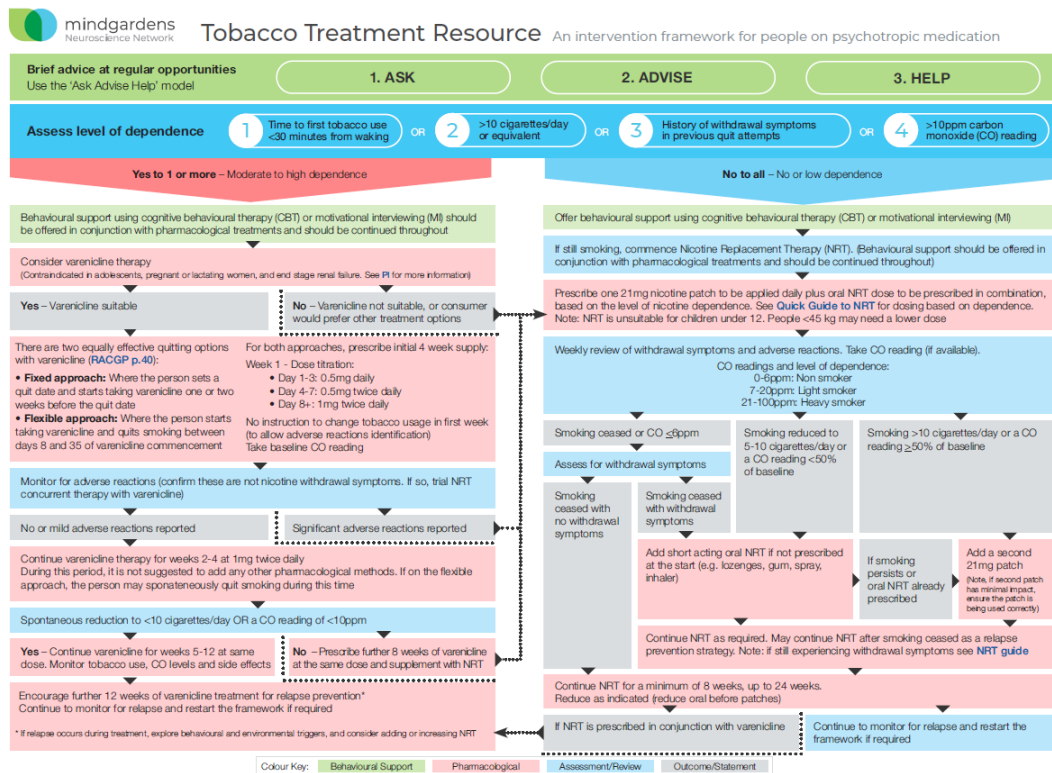 mindgardens
Neuroscience Network
Tobacco Treatment Resource An intervention framework for people on psychotropic medication
Brief advice at regular opportunities
Use the 'Ask Advise Help' model
1. ASK
2. ADVISE
3. HELP
Assess level of dependence
1
Time to first tobacco use
<30 minutes from waking
OR
2
>10 cigarettes/day
or equivalent
OR
3
History of withdrawal symptoms
in previous quit attempts
OR
4
>10ppm carbon
monoxide (CO) reading
Yes to 1 or more – Moderate to high dependence
Behavioural support using cognitive behavioural therapy (CBT) or motivational interviewing (MI) should
be offered in conjunction with pharmacological treatments and should be continued throughout
Consider varenicline therapy
(Contraindicated in adolescents, pregnant or lactating women, and end stage renal failure. See PI for more information)
Yes – Varenicline suitable
No – Varenicline not suitable, or consumer
would prefer other treatment options
There are two equally effective quitting options
with varenicline (RACGP p.40)
• Fixed approach: Where the person sets a
quit date and starts taking varenicline one or two
weeks before the quit date
• Flexible approach: Where the person starts
taking varenicline and quits smoking between
days 8 and 35 of varenicline commencement
For both approaches, prescribe initial 4 week supply:
Week 1 - Dose titration:
• Day 1-3: 0.5mg daily
• Day 4-7: 0.5mg twice daily
• Day 8+: 1mg twice daily
No instruction to change tobacco usage in first week
(to allow adverse reactions identification)
Take baseline CO reading
Monitor for adverse reactions (confirm these are not nicotine withdrawal symptoms. If so, trial NRT
concurrent therapy with varenicline)
No or mild adverse reactions reported
Significant adverse reactions reported
Continue varenicline therapy for weeks 2-4 at 1mg twice daily
During this period, it is not suggested to add any other pharmacological methods. If on the flexible
approach, the person may sponateneously quit smoking during this time
Spontaneous reduction to <10 cigarettes/day OR a CO reading of <10ppm
Yes – Continue varenicline for weeks 5-12 at same
dose. Monitor tobacco use, CO levels and side effects
No – Prescribe further 8 weeks of varenicline
at the same dose and supplement with NRT
Encourage further 12 weeks of varenicline treatment for relapse prevention*
Continue to monitor for relapse and restart the framework if required
* If relapse occurs during treatment, explore behavioural and environmental triggers, and consider adding or increasing NRT
No to all – No or low dependence
Offer behavioural support using cognitive behavioural therapy (CBT) or motivational interviewing (MI)
If still smoking, commence Nicotine Replacement Therapy (NRT). (Behavioural support should be offered in
conjunction with pharmacological treatments and should be continued throughout)
Prescribe one 21mg nicotine patch to be applied daily plus oral NRT dose to be prescribed in combination,
based on the level of nicotine dependence. See Quick Guide to NRT for dosing based on dependence.
Note: NRT is unsuitable for children under 12. People <45 kg may need a lower dose
Weekly review of withdrawal symptoms and adverse reactions. Take CO reading (if available).
CO readings and level of dependence:
0-6ppm: Non smoker
7-20ppm: Light smoker
21-100ppm: Heavy smoker
Smoking ceased or CO ≤6ppm
Assess for withdrawal symptoms
Smoking
ceased with
no withdrawal
symptoms
Smoking ceased
with withdrawal
symptoms
Smoking reduced to
5-10 cigarettes/day or
a CO reading <50%
of baseline
Smoking >10 cigarettes/day or a CO
reading ≥50% of baseline
Add short acting oral NRT if not prescribed
at the start (e.g. lozenges, gum, spray,
inhaler)
If smoking
persists or
oral NRT already
prescribed
Add a second
21mg patch
(Note, if second patch
has minimal impact,
ensure the patch is
being used correctly)
Continue NRT as required. May continue NRT after smoking ceased as a relapse
prevention strategy. Note: if still experiencing withdrawal symptoms see NRT guide
Continue NRT for a minimum of 8 weeks, up to 24 weeks.
Reduce as indicated (reduce oral before patches)
If NRT is prescribed in conjunction with varenicline
Continue to monitor for relapse and restart the
framework if required
Colour Key:
Behavioural Support
Pharmacological
Assessment/Review
Outcome/Statement